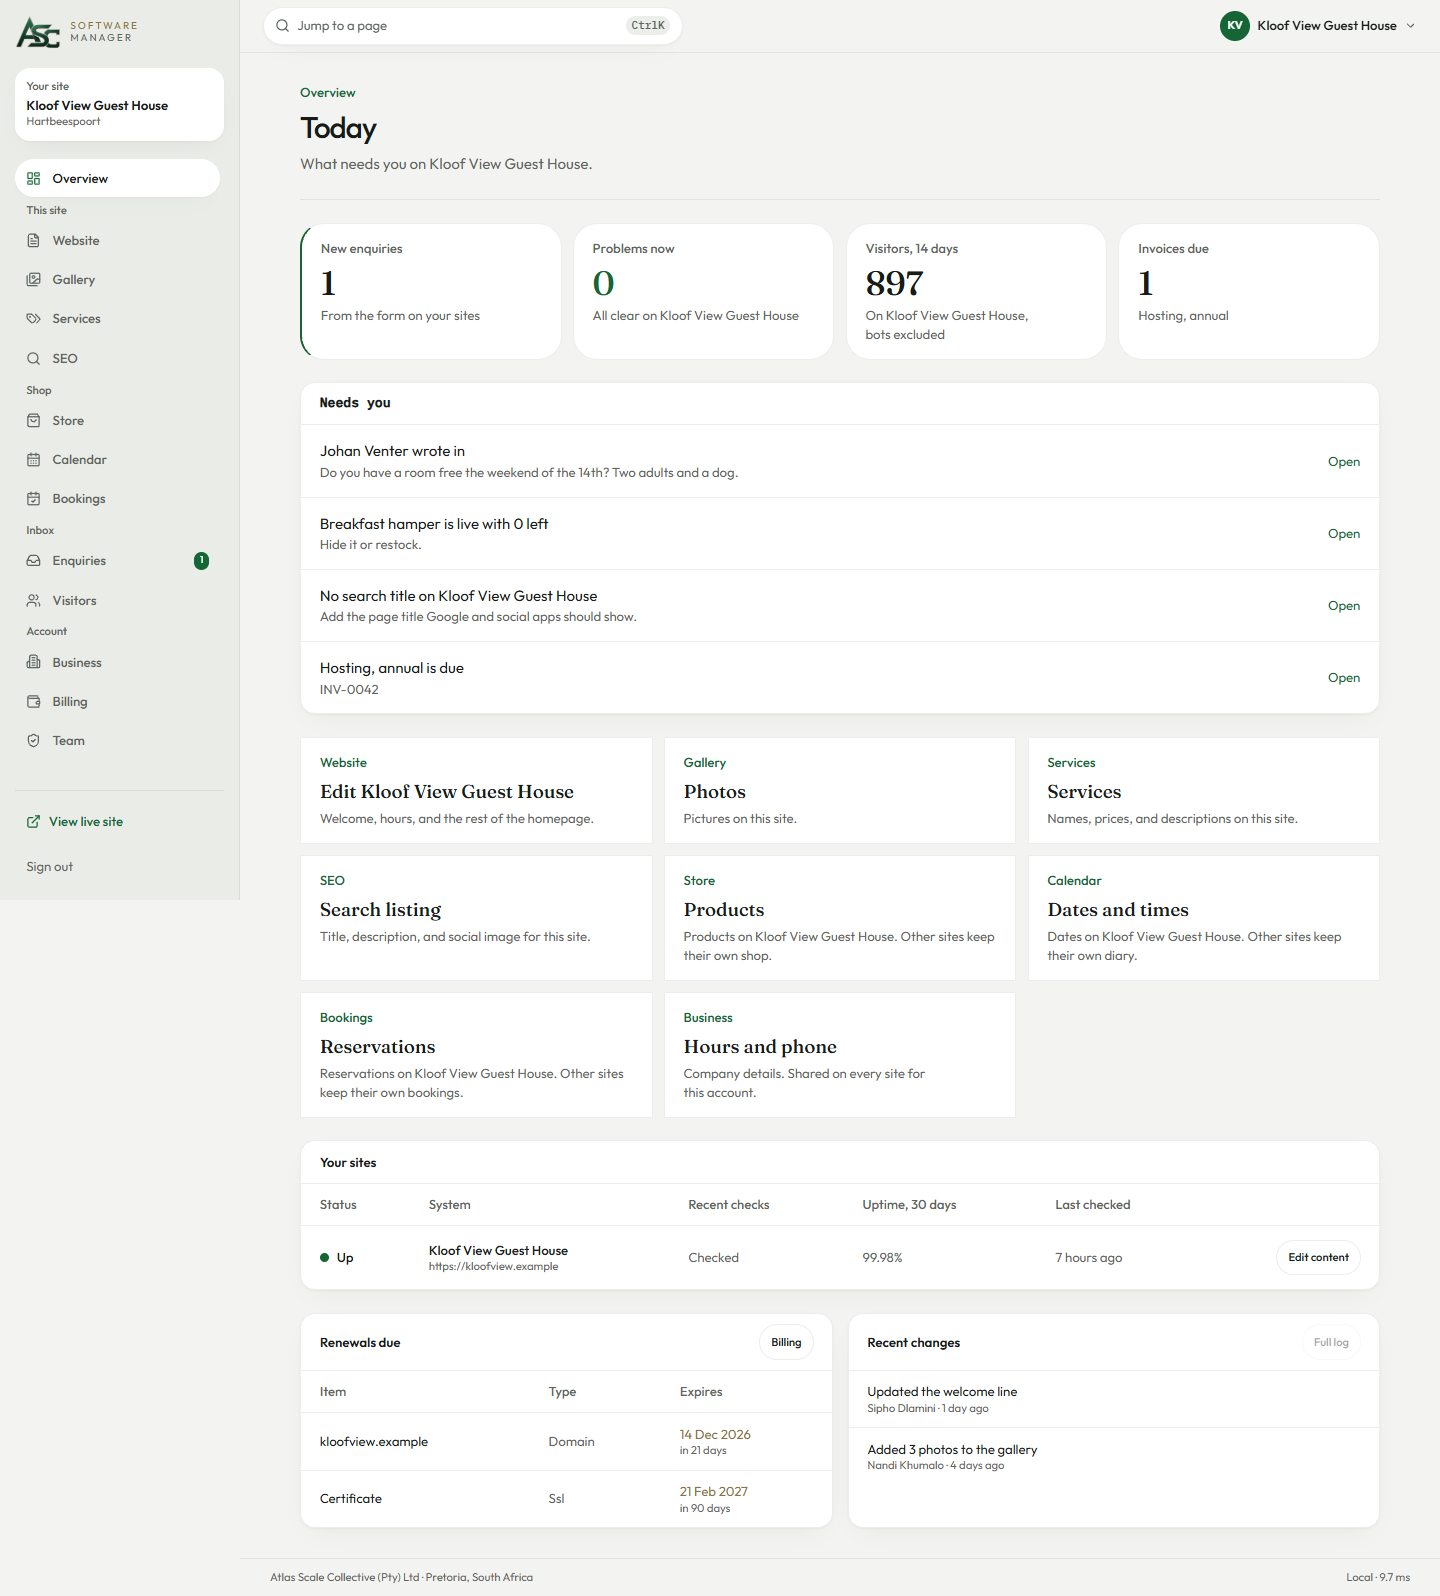 ASC SOFTWARE
MANAGER
Jump to a page
CtrlK
KV
Kloof View Guest House
Your site
Kloof View Guest House
Hartbeespoort
Overview
This site
Website
Gallery
Services
SEO
Shop
Store
Calendar
Bookings
Inbox
Enquiries
1
Visitors
Account
Business
Billing
Team
View live site
Sign out
Overview
Today
What needs you on Kloof View Guest House.
New enquiries
1
From the form on your sites
Problems now
0
All clear on Kloof View Guest House
Visitors, 14 days
897
On Kloof View Guest House,
bots excluded
Invoices due
1
Hosting, annual
Needs you
Johan Venter wrote in
Do you have a room free the weekend of the 14th? Two adults and a dog.
Open
Breakfast hamper is live with 0 left
Hide it or restock.
Open
No search title on Kloof View Guest House
Add the page title Google and social apps should show.
Open
Hosting, annual is due
INV-0042
Open
Website
Edit Kloof View Guest House
Welcome, hours, and the rest of the homepage.
Gallery
Photos
Pictures on this site.
Services
Services
Names, prices, and descriptions on this site.
SEO
Search listing
Title, description, and social image for this site.
Store
Products
Products on Kloof View Guest House. Other sites keep
their own shop.
Calendar
Dates and times
Dates on Kloof View Guest House. Other sites keep
their own diary.
Bookings
Reservations
Reservations on Kloof View Guest House. Other sites
keep their own bookings.
Business
Hours and phone
Company details. Shared on every site for
this account.
Your sites
Status System Recent checks Uptime, 30 days Last checked
Up
Kloof View Guest House
https://kloofview.example
Checked
99.98%
7 hours ago
Edit content
Renewals due
Billing
Item Type Expires
kloofview.example Domain 14 Dec 2026
in 21 days
Certificate Ssl 21 Feb 2027
in 90 days
Recent changes
Full log
Updated the welcome line
Sipho Dlamini · 1 day ago
Added 3 photos to the gallery
Nandi Khumalo · 4 days ago
Atlas Scale Collective (Pty) Ltd · Pretoria, South Africa
Local · 9.7 ms